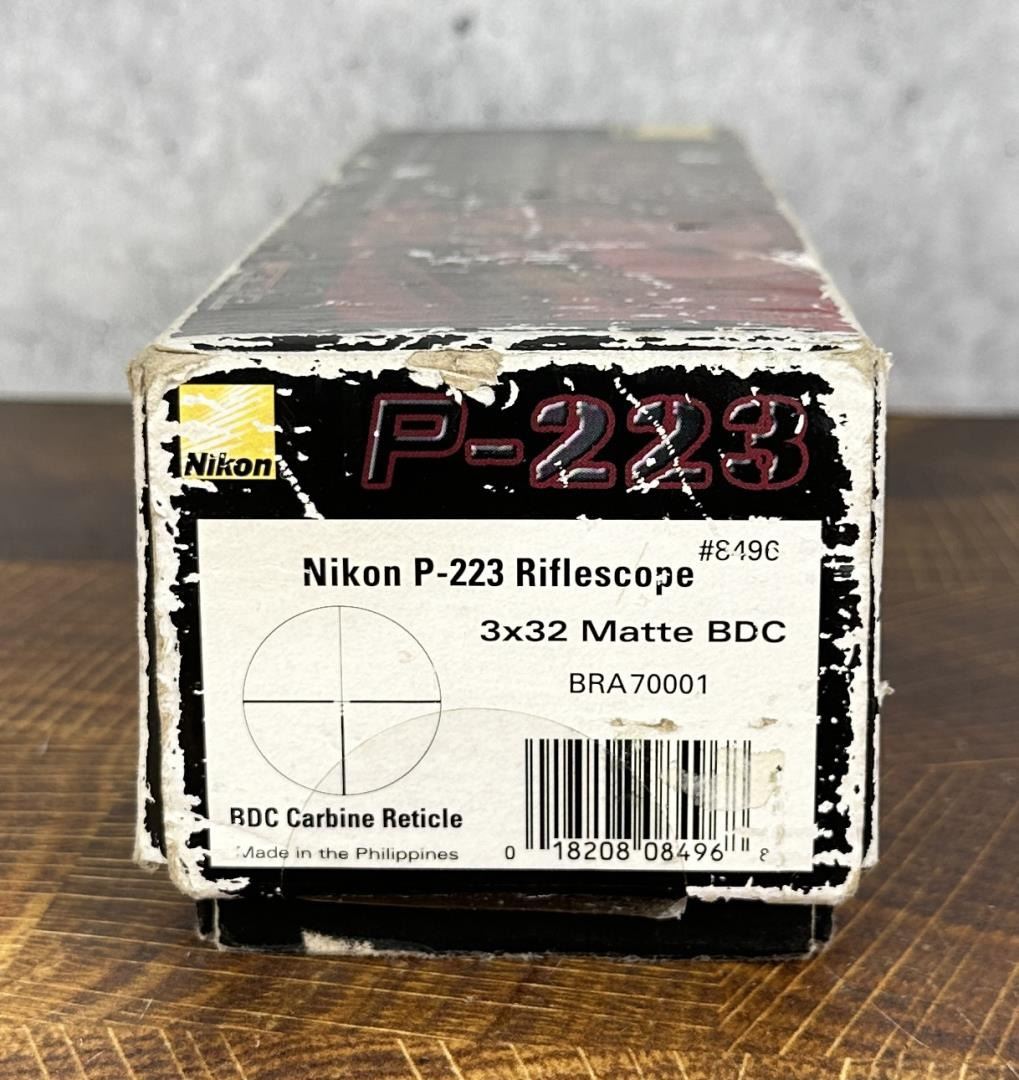 Nikon
P-223
#8496
Nikon P-223 Riflescope
3x32 Matte BDC
BRA70001
BDC Carbine Reticle
Made in the Philippines
0 18208 08496 8